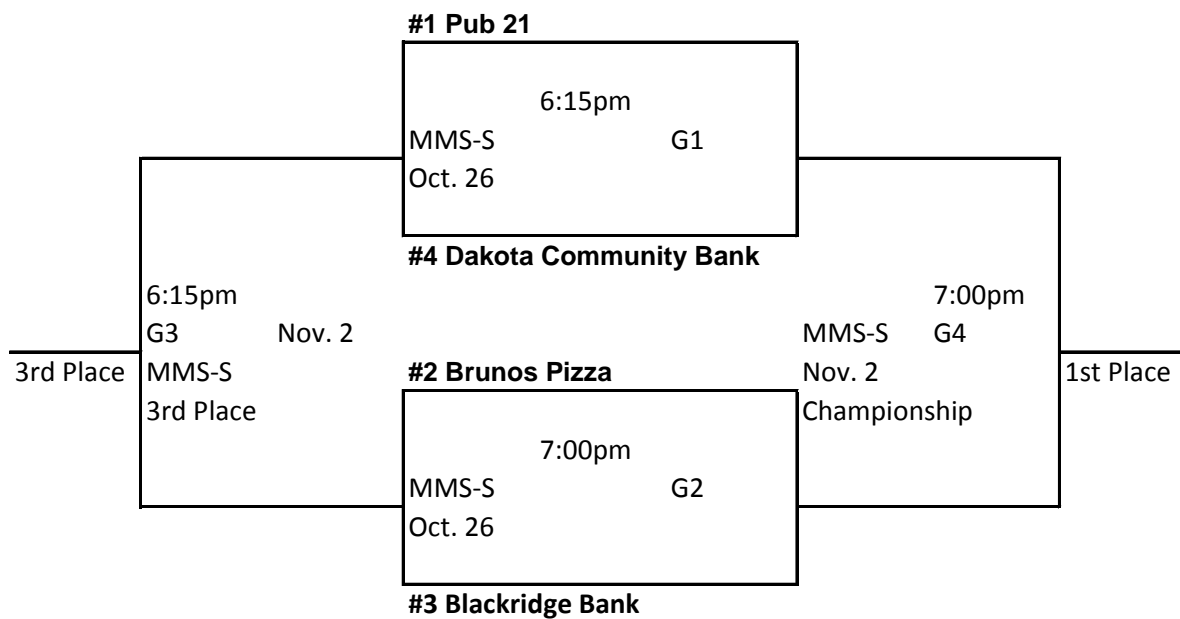 #1 Pub 21
6:15pm
MMS-S G1
Oct. 26
#4 Dakota Community Bank
6:15pm
G3 Nov. 2
MMS-S
3rd Place
3rd Place
7:00pm
MMS-S G4
Nov. 2
Championship
1st Place
#2 Brunos Pizza
7:00pm
MMS-S G2
Oct. 26
#3 Blackridge Bank